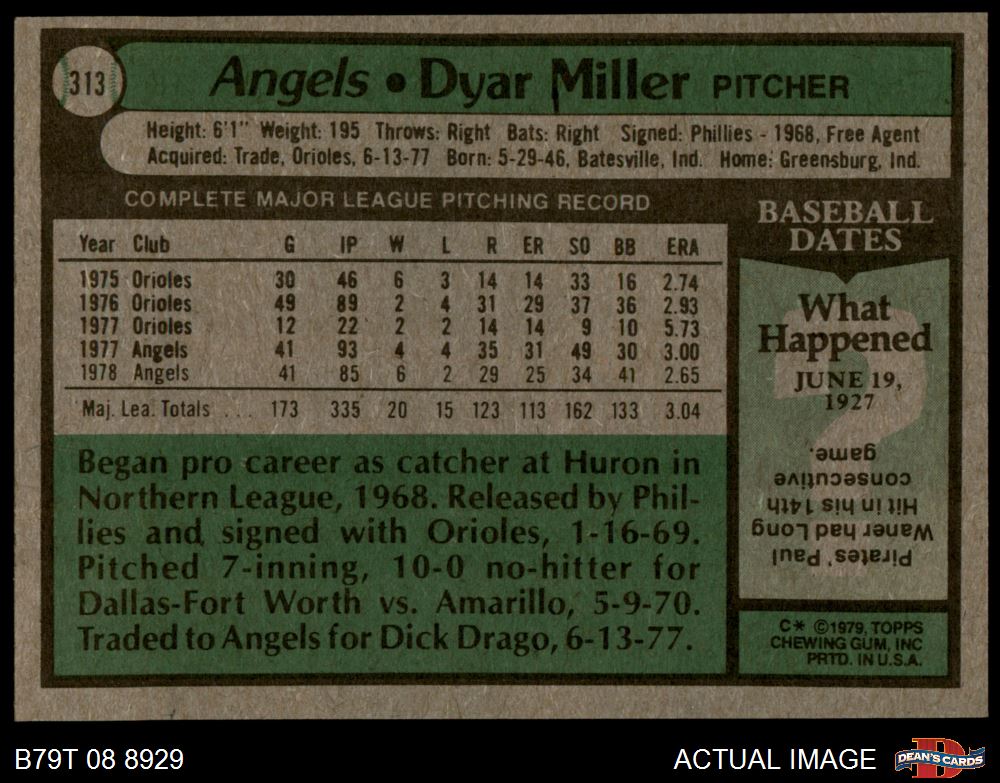 313
Angels • Dyar Miller PITCHER
Height: 6'1" Weight: 195 Throws: Right Bats: Right Signed: Phillies - 1968, Free Agent
Acquired: Trade, Orioles, 6-13-77 Born: 5-29-46, Batesville, Ind. Home: Greensburg, Ind.
COMPLETE MAJOR LEAGUE PITCHING RECORD
Year Club G IP W L R ER SO BB ERA
1975 Orioles 30 46 6 3 14 14 33 16 2.74
1976 Orioles 49 89 2 4 31 29 37 36 2.93
1977 Orioles 12 22 2 2 14 14 9 10 5.73
1977 Angels 41 93 4 4 35 31 49 30 3.00
1978 Angels 41 85 6 2 29 25 34 41 2.65
Maj. Lea. Totals . . . 173 335 20 15 123 113 162 133 3.04
Began pro career as catcher at Huron in
Northern League, 1968. Released by Phil-
lies and signed with Orioles, 1-16-69.
Pitched 7-inning, 10-0 no-hitter for
Dallas-Fort Worth vs. Amarillo, 5-9-70.
Traded to Angels for Dick Drago, 6-13-77.
BASEBALL
DATES
What
Happened
JUNE 19,
1927
Pirates' Paul
Waner had Long
Hit in his 14th
consecutive
game.
C* ©1979, TOPPS
CHEWING GUM, INC
PRTD. IN U.S.A.
B79T 08 8929
ACTUAL IMAGE
DEAN'S CARDS